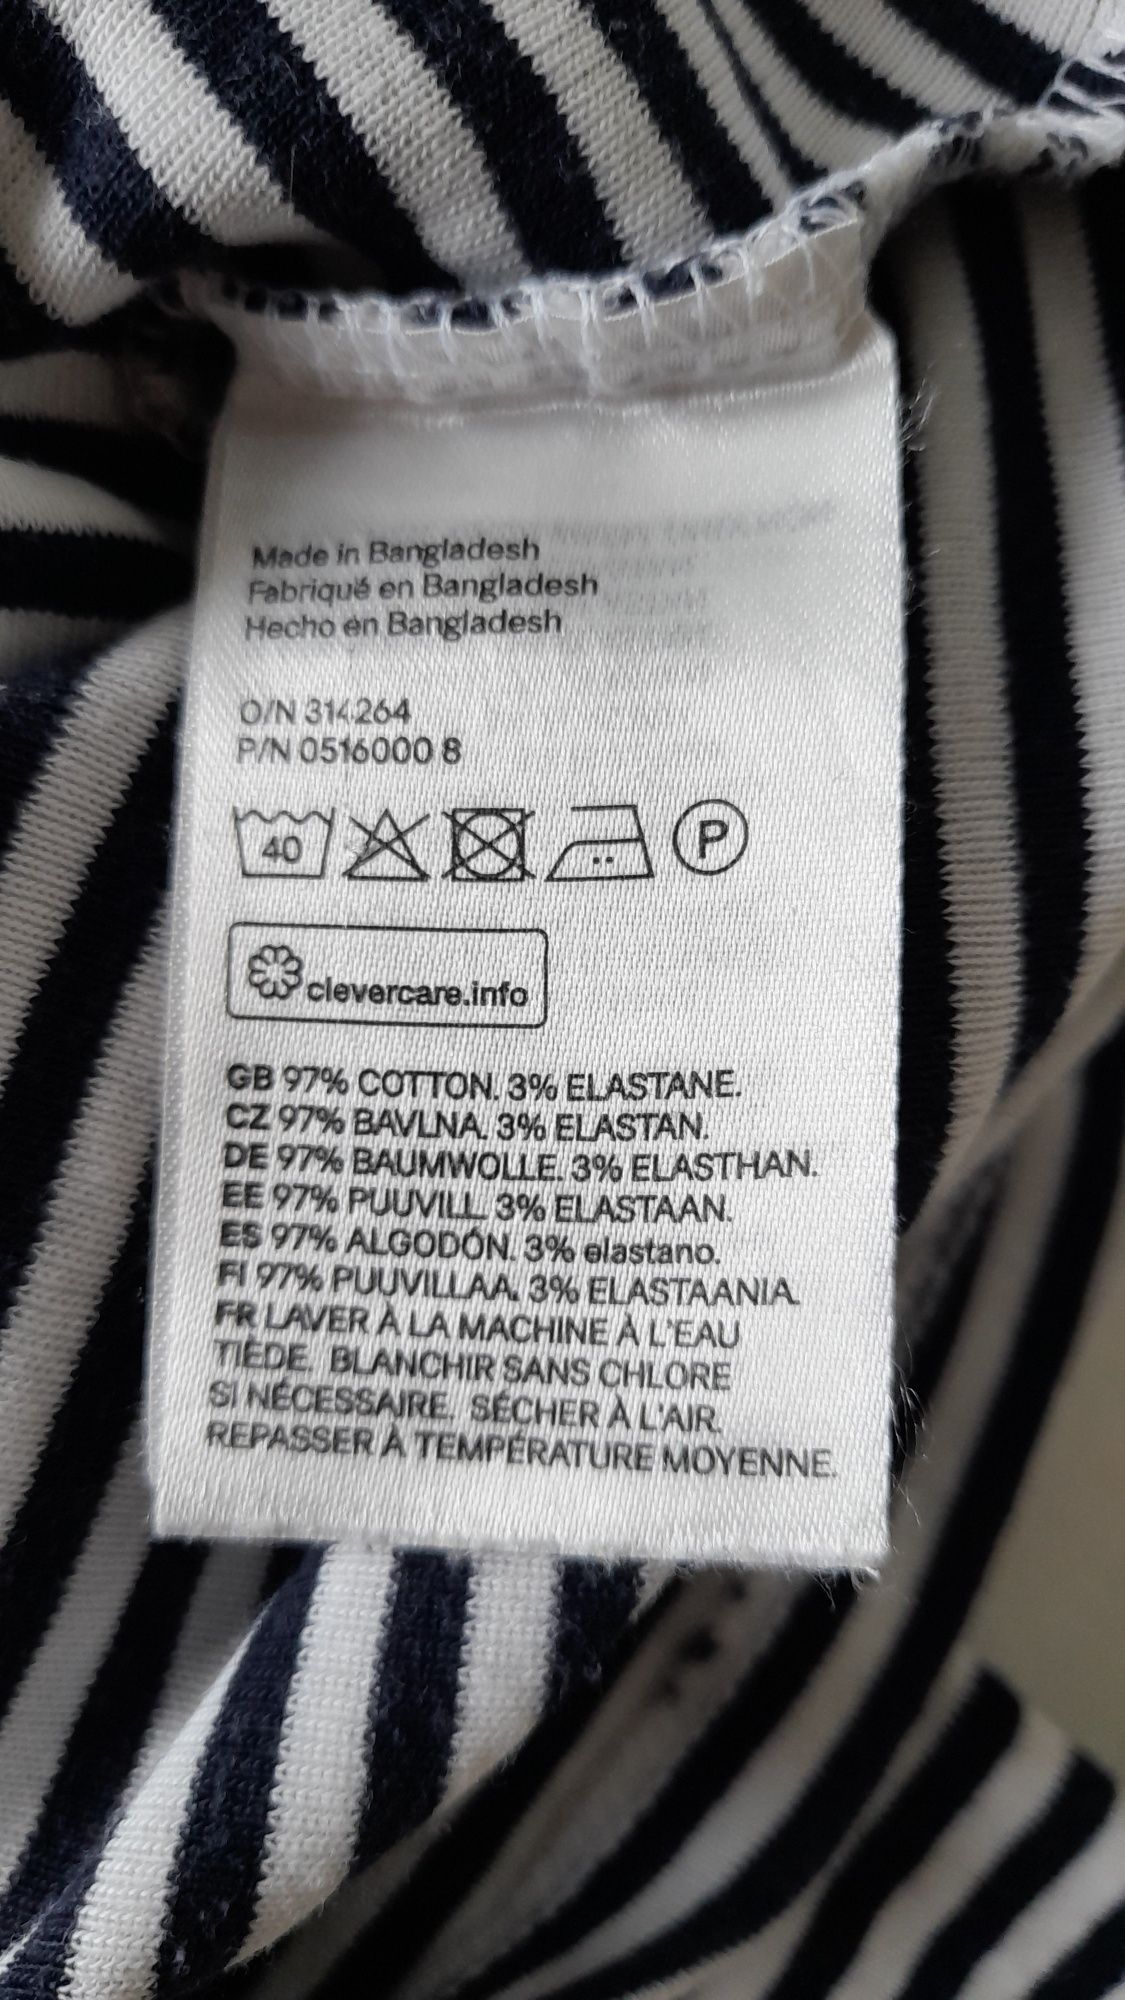 Made in Bangladesh
Fabriqué en Bangladesh
Hecho en Bangladesh
O/N 314264
P/N 0516000 8
40
P
clevercare.info
GB 97% COTTON. 3% ELASTANE.
CZ 97% BAVLNA. 3% ELASTAN.
DE 97% BAUMWOLLE. 3% ELASTHAN.
EE 97% PUUVILL. 3% ELASTAAN.
ES 97% ALGODÓN. 3% elastano.
FI 97% PUUVILLAA. 3% ELASTAANIA.
FR LAVER À LA MACHINE À L'EAU
TIÈDE. BLANCHIR SANS CHLORE
SI NÉCESSAIRE. SÉCHER À L'AIR.
REPASSER À TEMPÉRATURE MOYENNE.